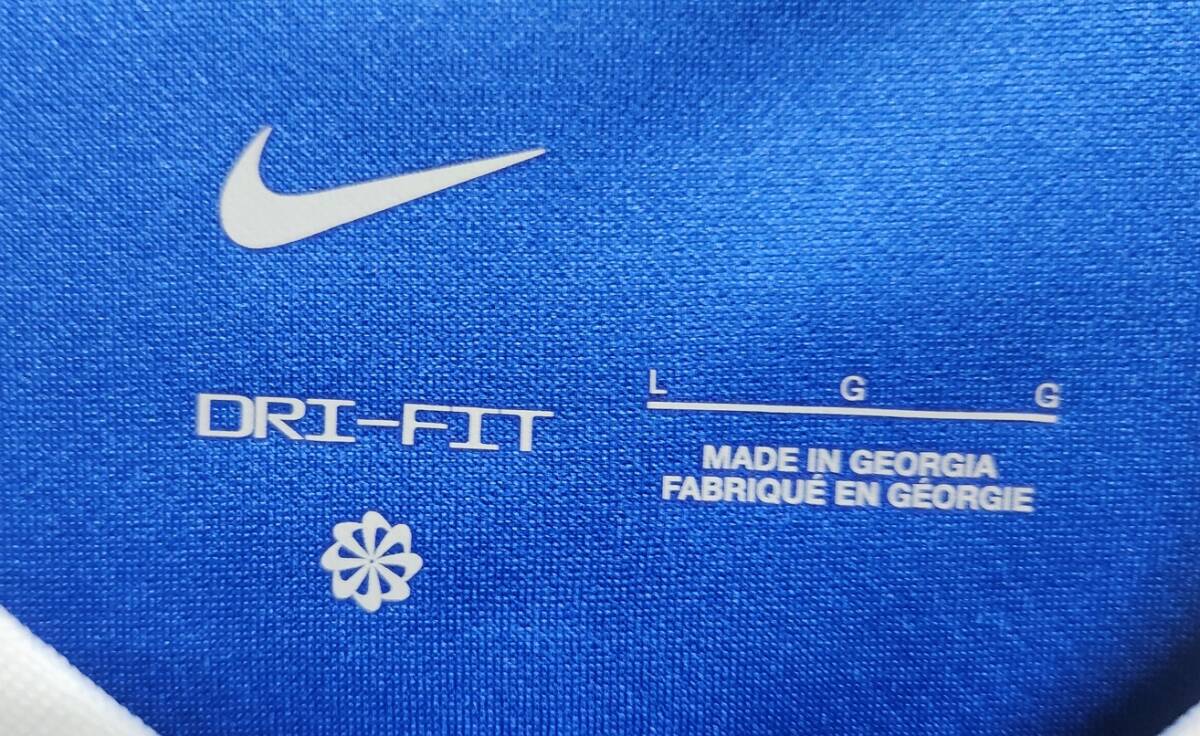 DRI-FIT
L G G
MADE IN GEORGIA
FABRIQUÉ EN GÉORGIE